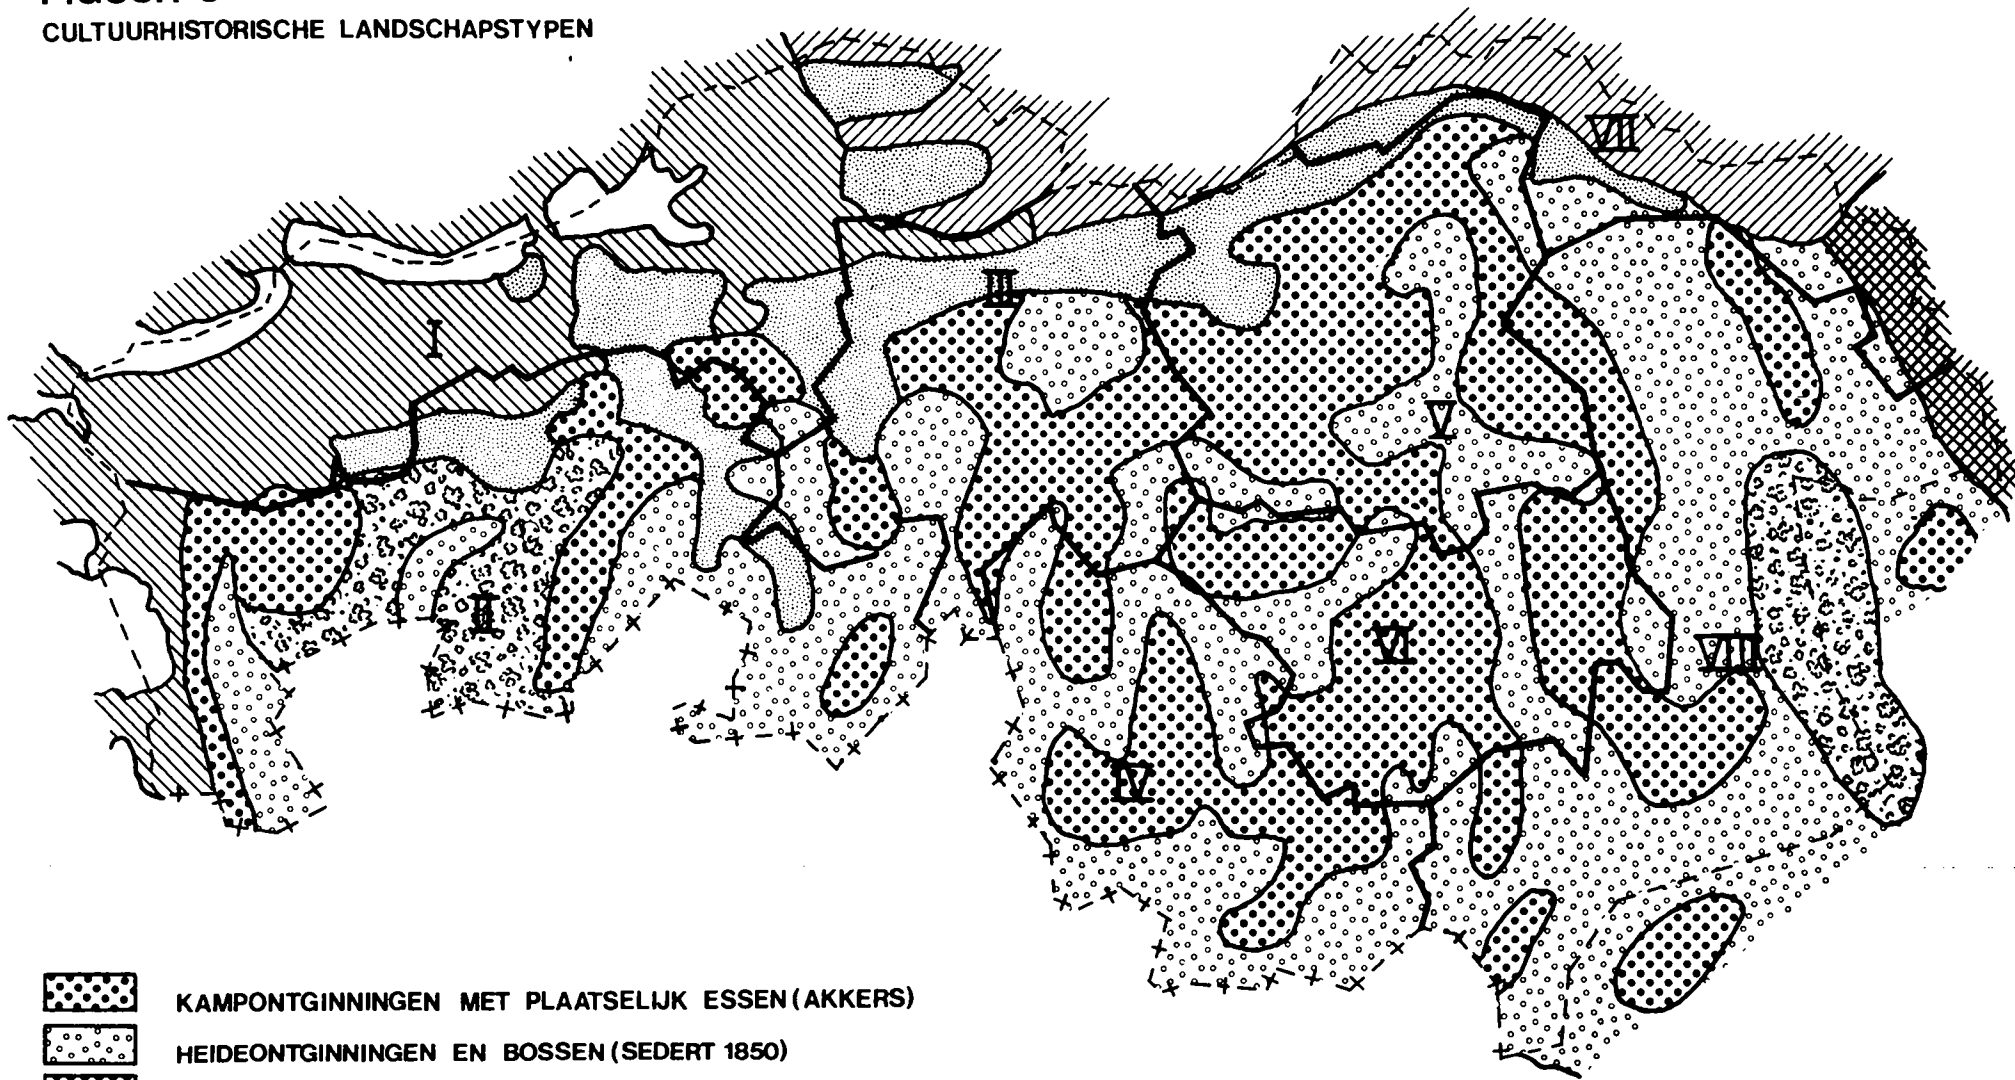 CULTUURHISTORISCHE LANDSCHAPSTYPEN
VII
III
I
V
II
VI
VIII
IV
KAMPONTGINNINGEN MET PLAATSELIJK ESSEN (AKKERS)
HEIDEONTGINNINGEN EN BOSSEN (SEDERT 1850)